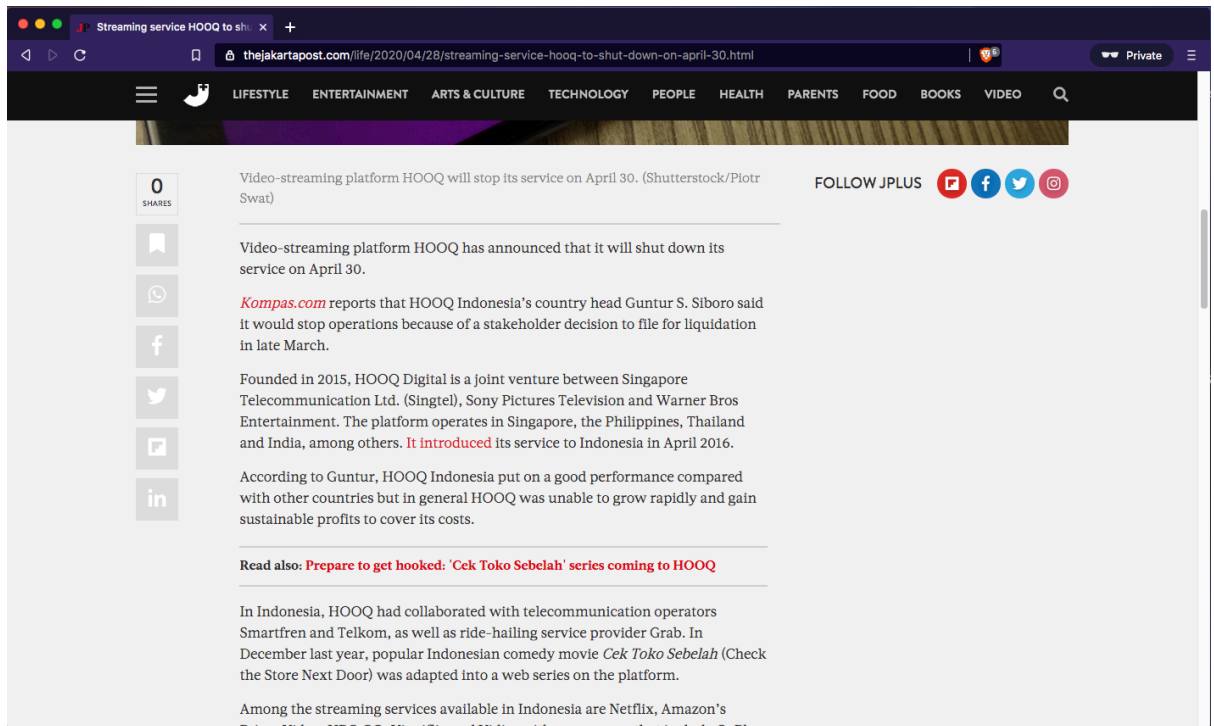 Streaming service HOOQ to shu
thejakartapost.com/life/2020/04/28/streaming-service-hooq-to-shut-down-on-april-30.html
6
Private
LIFESTYLE ENTERTAINMENT ARTS & CULTURE TECHNOLOGY PEOPLE HEALTH PARENTS FOOD BOOKS VIDEO
0
SHARES
Video-streaming platform HOOQ will stop its service on April 30. (Shutterstock/Piotr
Swat)
FOLLOW JPLUS
Video-streaming platform HOOQ has announced that it will shut down its
service on April 30.
Kompas.com reports that HOOQ Indonesia's country head Guntur S. Siboro said
it would stop operations because of a stakeholder decision to file for liquidation
in late March.
Founded in 2015, HOOQ Digital is a joint venture between Singapore
Telecommunication Ltd. (Singtel), Sony Pictures Television and Warner Bros
Entertainment. The platform operates in Singapore, the Philippines, Thailand
and India, among others. It introduced its service to Indonesia in April 2016.
According to Guntur, HOOQ Indonesia put on a good performance compared
with other countries but in general HOOQ was unable to grow rapidly and gain
sustainable profits to cover its costs.
Read also: Prepare to get hooked: 'Cek Toko Sebelah' series coming to HOOQ
In Indonesia, HOOQ had collaborated with telecommunication operators
Smartfren and Telkom, as well as ride-hailing service provider Grab. In
December last year, popular Indonesian comedy movie Cek Toko Sebelah (Check
the Store Next Door) was adapted into a web series on the platform.
Among the streaming services available in Indonesia are Netflix, Amazon's